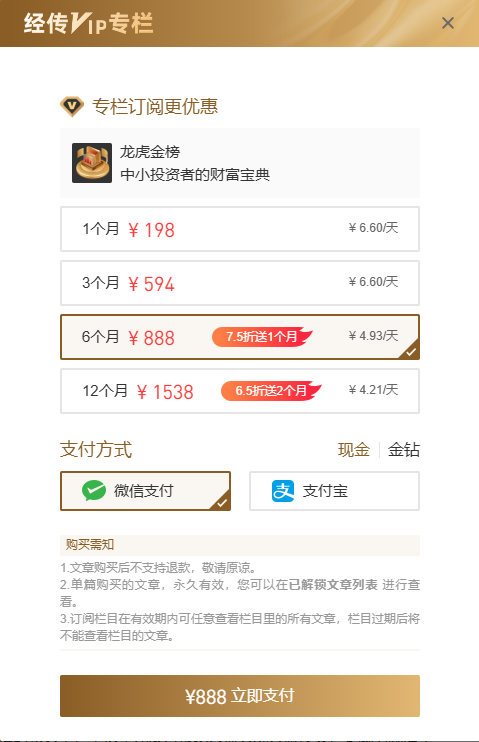 经传Vip专栏
专栏订阅更优惠
龙虎金榜
中小投资者的财富宝典
1个月 ¥ 198 ¥ 6.60/天
3个月 ¥ 594 ¥ 6.60/天
6个月 ¥ 888 7.5折送1个月 ¥ 4.93/天
12个月 ¥ 1538 6.5折送2个月 ¥ 4.21/天
支付方式 现金 金钻
微信支付 支 支付宝
购买需知
1.文章购买后不支持退款，敬请原谅。
2.单篇购买的文章，永久有效，您可以在已解锁文章列表 进行查
看。
3.订阅栏目在有效期内可任意查看栏目里的所有文章，栏目过期后将
不能查看栏目的文章。
¥888 立即支付